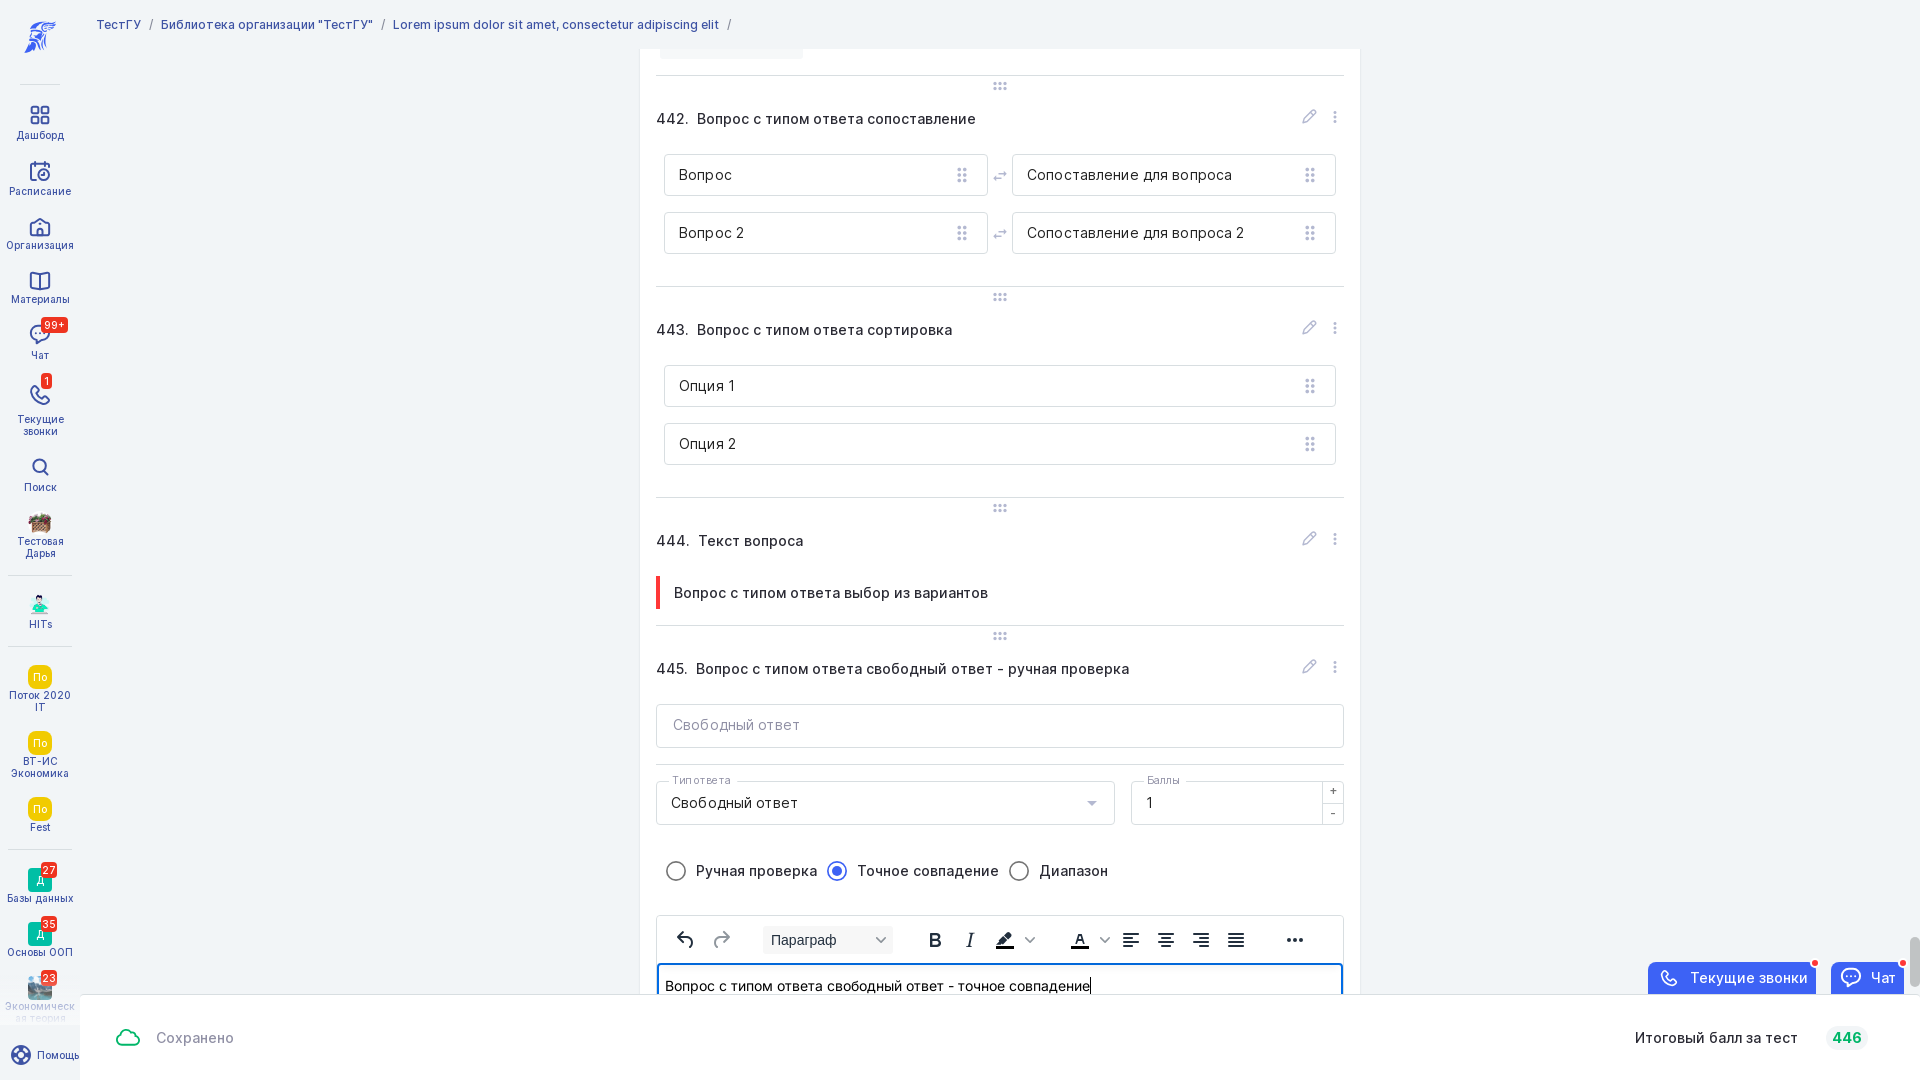 ТестГУ / Библиотека организации "ТестГУ" / Lorem ipsum dolor sit amet, consectetur adipiscing elit /
Дашборд
Расписание
Организация
Материалы
99+
Чат
1
Текущие
звонки
Поиск
Тестовая
Дарья
HITs
По
Поток 2020
IT
По
ВТ-ИС
Экономика
По
Fest
Д
27
Базы данных
Д
35
Основы ООП
23
Экономическ
ая теория
Помощь
442. Вопрос с типом ответа сопоставление
Вопрос
Сопоставление для вопроса
Вопрос 2
Сопоставление для вопроса 2
443. Вопрос с типом ответа сортировка
Опция 1
Опция 2
444. Текст вопроса
Вопрос с типом ответа выбор из вариантов
445. Вопрос с типом ответа свободный ответ - ручная проверка
Свободный ответ
Тип ответа
Свободный ответ
Баллы
1
+
-
Ручная проверка
Точное совпадение
Диапазон
Параграф
Вопрос с типом ответа свободный ответ - точное совпадение
Текущие звонки
Чат
Сохранено
Итоговый балл за тест 446